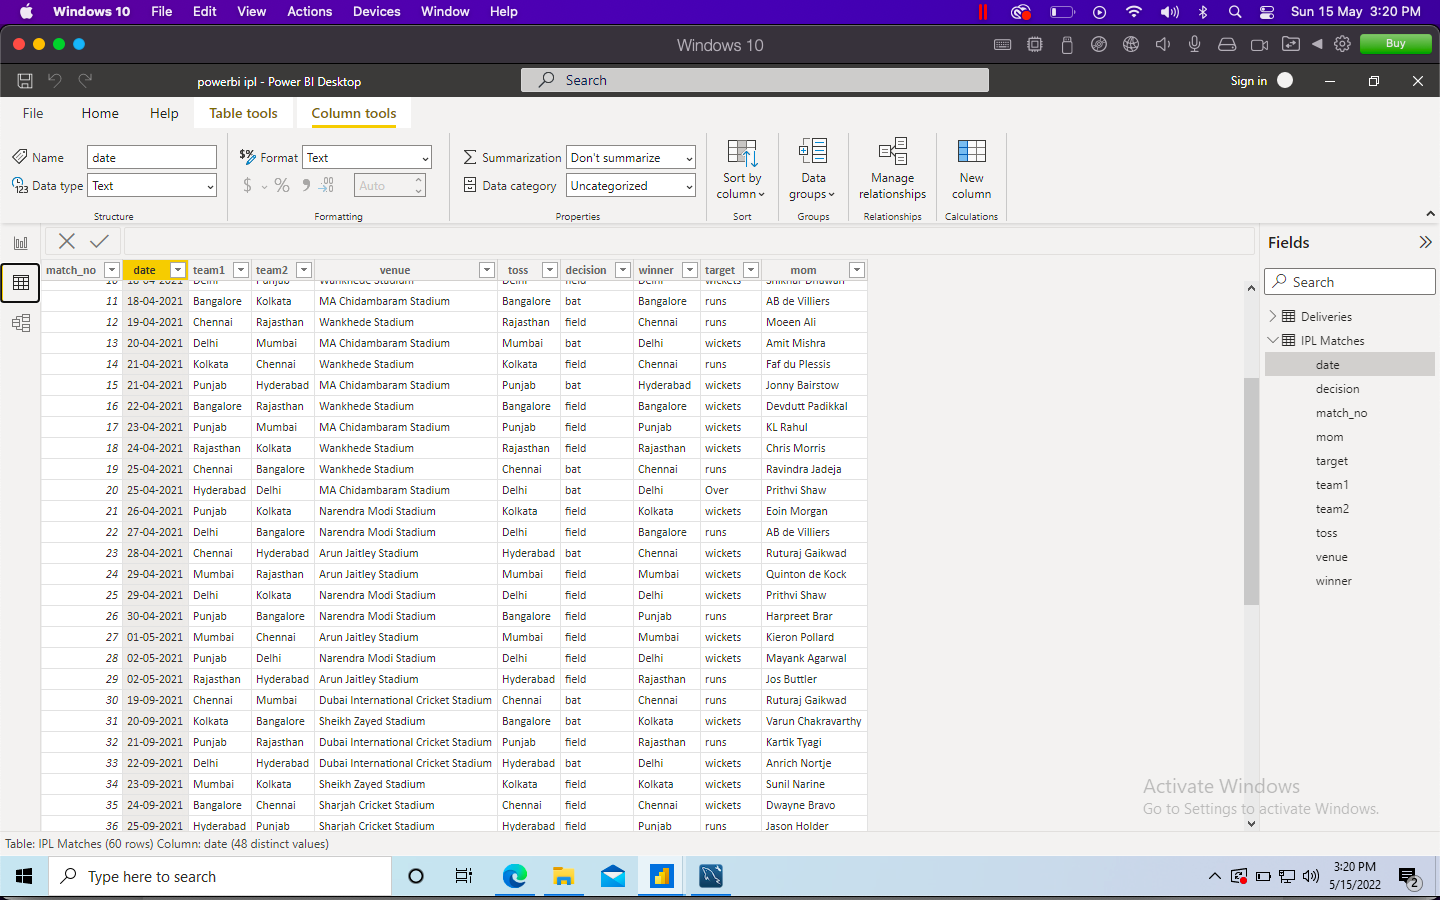 Windows 10 File Edit View Actions Devices Window Help Sun 15 May 3:20 PM
Windows 10 Buy
powerbi ipl - Power BI Desktop Search Sign in
File Home Help Table tools Column tools
Name date $% Format Text Summarization Don't summarize
Data type Text $ % 9 Auto Data category Uncategorized
Sort by column Data groups Manage relationships New column
Structure Formatting Properties Sort Groups Relationships Calculations
match_no date team1 team2 venue toss decision winner target mom
11 18-04-2021 Bangalore Kolkata MA Chidambaram Stadium Bangalore bat Bangalore runs AB de Villiers
12 19-04-2021 Chennai Rajasthan Wankhede Stadium Rajasthan field Chennai runs Moeen Ali
13 20-04-2021 Delhi Mumbai MA Chidambaram Stadium Mumbai bat Delhi wickets Amit Mishra
14 21-04-2021 Kolkata Chennai Wankhede Stadium Kolkata field Chennai runs Faf du Plessis
15 21-04-2021 Punjab Hyderabad MA Chidambaram Stadium Punjab bat Hyderabad wickets Jonny Bairstow
16 22-04-2021 Bangalore Rajasthan Wankhede Stadium Bangalore field Bangalore wickets Devdutt Padikkal
17 23-04-2021 Punjab Mumbai MA Chidambaram Stadium Punjab field Punjab wickets KL Rahul
18 24-04-2021 Rajasthan Kolkata Wankhede Stadium Rajasthan field Rajasthan wickets Chris Morris
19 25-04-2021 Chennai Bangalore Wankhede Stadium Chennai bat Chennai runs Ravindra Jadeja
20 25-04-2021 Hyderabad Delhi MA Chidambaram Stadium Delhi bat Delhi Over Prithvi Shaw
21 26-04-2021 Punjab Kolkata Narendra Modi Stadium Kolkata field Kolkata wickets Eoin Morgan
22 27-04-2021 Delhi Bangalore Narendra Modi Stadium Delhi field Bangalore runs AB de Villiers
23 28-04-2021 Chennai Hyderabad Arun Jaitley Stadium Hyderabad bat Chennai wickets Ruturaj Gaikwad
24 29-04-2021 Mumbai Rajasthan Arun Jaitley Stadium Mumbai field Mumbai wickets Quinton de Kock
25 29-04-2021 Delhi Kolkata Narendra Modi Stadium Delhi field Delhi wickets Prithvi Shaw
26 30-04-2021 Punjab Bangalore Narendra Modi Stadium Bangalore field Punjab runs Harpreet Brar
27 01-05-2021 Mumbai Chennai Arun Jaitley Stadium Mumbai field Mumbai wickets Kieron Pollard
28 02-05-2021 Punjab Delhi Narendra Modi Stadium Delhi field Delhi wickets Mayank Agarwal
29 02-05-2021 Rajasthan Hyderabad Arun Jaitley Stadium Hyderabad field Rajasthan runs Jos Buttler
30 19-09-2021 Chennai Mumbai Dubai International Cricket Stadium Chennai bat Chennai runs Ruturaj Gaikwad
31 20-09-2021 Kolkata Bangalore Sheikh Zayed Stadium Bangalore bat Kolkata wickets Varun Chakravarthy
32 21-09-2021 Punjab Rajasthan Dubai International Cricket Stadium Punjab field Rajasthan runs Kartik Tyagi
33 22-09-2021 Delhi Hyderabad Dubai International Cricket Stadium Hyderabad bat Delhi wickets Anrich Nortje
34 23-09-2021 Mumbai Kolkata Sheikh Zayed Stadium Kolkata field Kolkata wickets Sunil Narine
35 24-09-2021 Bangalore Chennai Sharjah Cricket Stadium Chennai field Chennai wickets Dwayne Bravo
36 25-09-2021 Hyderabad Punjab Sharjah Cricket Stadium Hyderabad field Punjab runs Jason Holder
Fields
Search
Deliveries
IPL Matches
date
decision
match_no
mom
target
team1
team2
toss
venue
winner
Activate Windows
Go to Settings to activate Windows.
Table: IPL Matches (60 rows) Column: date (48 distinct values)
Type here to search
3:20 PM
5/15/2022
2